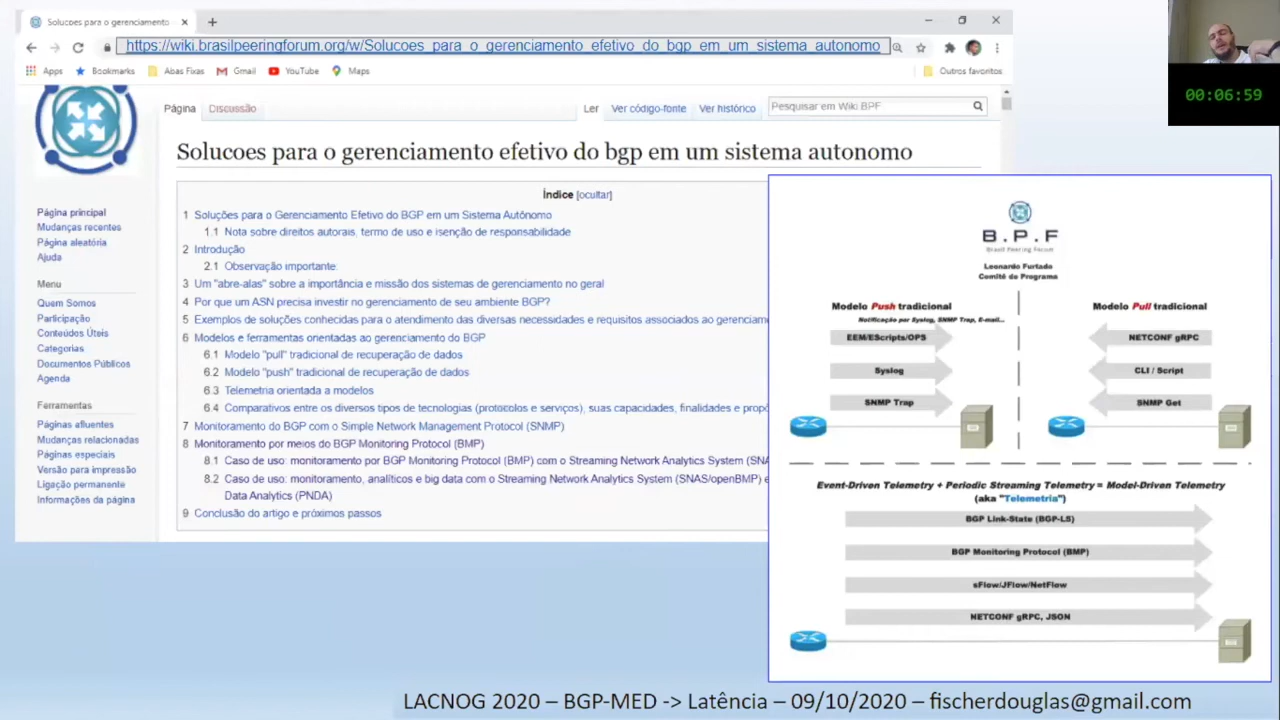 Solucoes para o gerenciamento
00:06:59
https://wiki.brasilpeeringforum.org/w/Solucoes_para_o_gerenciamento_efetivo_do_bgp_em_um_sistema_autonomo
Apps
Bookmarks
Abas Fixas
Gmail
YouTube
Maps
Outros favoritos
Página
Discussão
Ler
Ver código-fonte
Ver histórico
Pesquisar em Wiki BPF
Solucoes para o gerenciamento efetivo do bgp em um sistema autonomo
Página principal
Mudanças recentes
Página aleatória
Ajuda
Menu
Quem Somos
Participação
Conteúdos Úteis
Categorias
Documentos Públicos
Agenda
Ferramentas
Páginas afluentes
Mudanças relacionadas
Páginas especiais
Versão para impressão
Ligação permanente
Informações da página
Índice [ocultar]
1 Soluções para o Gerenciamento Efetivo do BGP em um Sistema Autônomo
1.1 Nota sobre direitos autorais, termo de uso e isenção de responsabilidade
2 Introdução
2.1 Observação importante:
3 Um "abre-alas" sobre a importância e missão dos sistemas de gerenciamento no geral
4 Por que um ASN precisa investir no gerenciamento de seu ambiente BGP?
5 Exemplos de soluções conhecidas para o atendimento das diversas necessidades e requisitos associados ao gerenciam
6 Modelos e ferramentas orientadas ao gerenciamento do BGP
6.1 Modelo "pull" tradicional de recuperação de dados
6.2 Modelo "push" tradicional de recuperação de dados
6.3 Telemetria orientada a modelos
6.4 Comparativos entre os diversos tipos de tecnologias (protocolos e serviços), suas capacidades, finalidades e propó
7 Monitoramento do BGP com o Simple Network Management Protocol (SNMP)
8 Monitoramento por meios do BGP Monitoring Protocol (BMP)
8.1 Caso de uso: monitoramento por BGP Monitoring Protocol (BMP) com o Streaming Network Analytics System (SNA
8.2 Caso de uso: monitoramento, analíticos e big data com o Streaming Network Analytics System (SNAS/openBMP) e
Data Analytics (PNDA)
9 Conclusão do artigo e próximos passos
B.P.F
Brasil Peering Forum
Leonardo Furtado
Comitê de Programa
Modelo Push tradicional
Notificação por Syslog, SNMP Trap, E-mail...
EEM/EScripts/OPS
Syslog
SNMP Trap
Modelo Pull tradicional
NETCONF gRPC
CLI / Script
SNMP Get
Event-Driven Telemetry + Periodic Streaming Telemetry = Model-Driven Telemetry
(aka "Telemetria")
BGP Link-State (BGP-LS)
BGP Monitoring Protocol (BMP)
sFlow/JFlow/NetFlow
NETCONF gRPC, JSON
LACNOG 2020 – BGP-MED -> Latência – 09/10/2020 – fischerdouglas@gmail.com